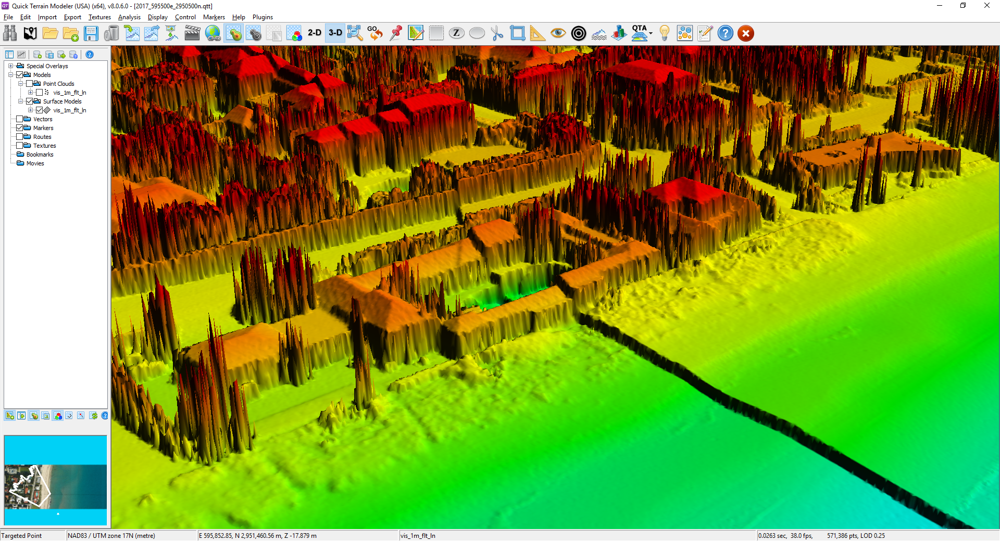 QT Quick Terrain Modeler (USA) (x64), v8.0.6.0 - [2017_595500e_2950500n.qtt]
File Edit Import Export Textures Analysis Display Control Markers Help Plugins
2-D 3-D GO Z QTA ?
?
Special Overlays
Models
Point Clouds
vis_1m_flt_ln
Surface Models
vis_1m_flt_ln
Vectors
Markers
Routes
Textures
Bookmarks
Movies
?
Targeted Point NAD83 / UTM zone 17N (metre) E 595,852.85, N 2,951,460.56 m, Z -17.879 m vis_1m_flt_ln 0.0263 sec, 38.0 fps, 571,386 pts, LOD 0.25